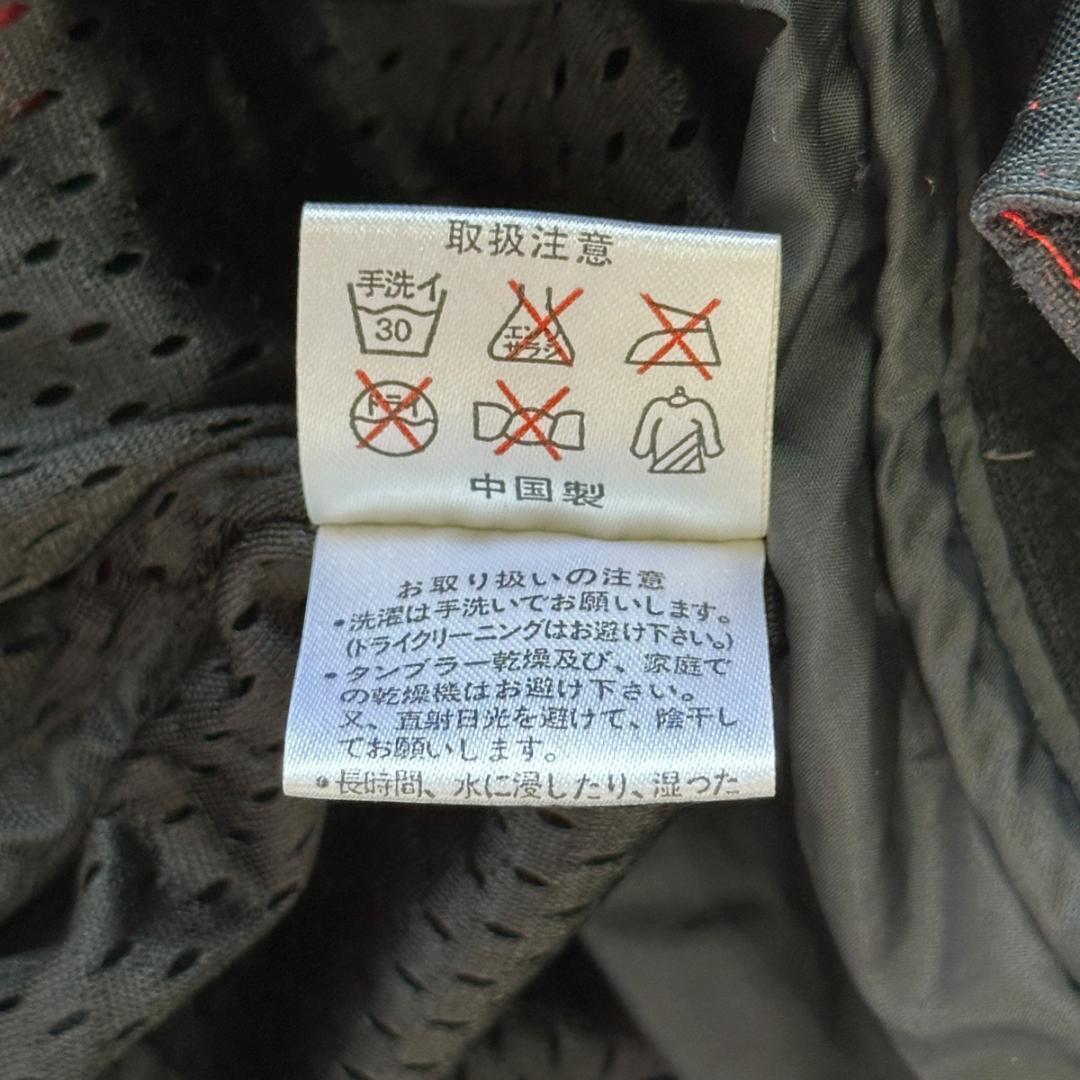 取扱注意
手洗イ
30
エンソ
サラシ
ドライ
中国製
お取り扱いの注意
・洗濯は手洗いでお願いします。
(ドライクリーニングはお避け下さい。)
・タンブラー乾燥及び、家庭で
の乾燥機はお避け下さい。
又、直射日光を避けて、陰干し
でお願いします。
・長時間、水に浸したり、湿つた